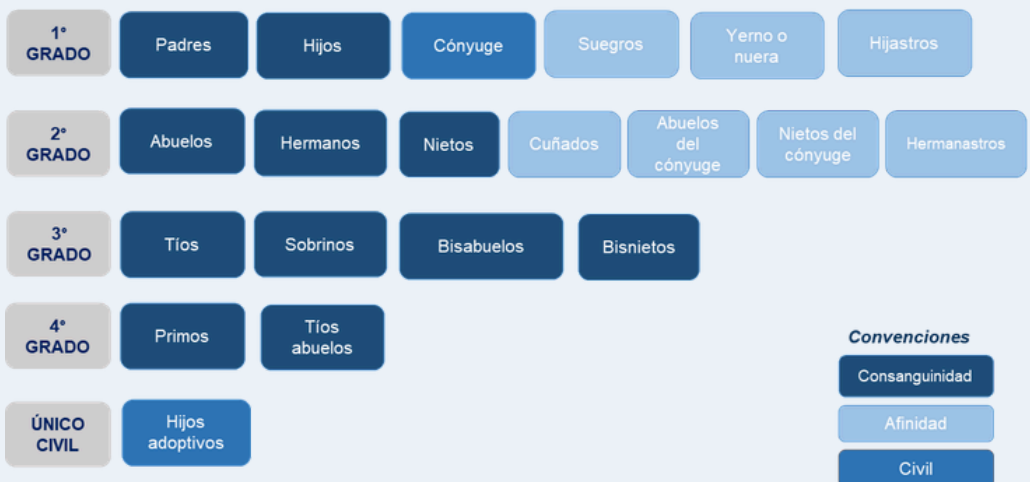 1°
GRADO
Padres
Hijos
Cónyuge
Suegros
Yerno o
nuera
Hijastros
2°
GRADO
Abuelos
Hermanos
Nietos
Cuñados
Abuelos
del
cónyuge
Nietos del
cónyuge
Hermanastros
3°
GRADO
Tíos
Sobrinos
Bisabuelos
Bisnietos
4°
GRADO
Primos
Tíos
abuelos
ÚNICO
CIVIL
Hijos
adoptivos
Convenciones
Consanguinidad
Afinidad
Civil